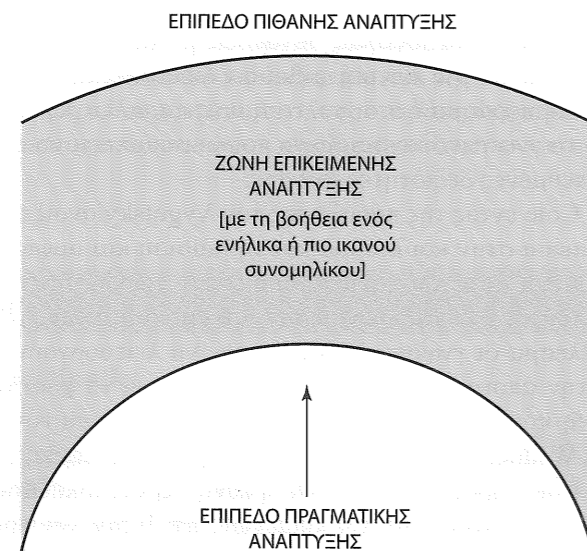 ΕΠΙΠΕΔΟ ΠΙΘΑΝΗΣ ΑΝΑΠΤΥΞΗΣ
ΖΩΝΗ ΕΠΙΚΕΙΜΕΝΗΣ
ΑΝΑΠΤΥΞΗΣ
[με τη βοήθεια ενός
ενήλικα ή πιο ικανού
συνομηλίκου]
ΕΠΙΠΕΔΟ ΠΡΑΓΜΑΤΙΚΗΣ
ΑΝΑΠΤΥΞΗΣ